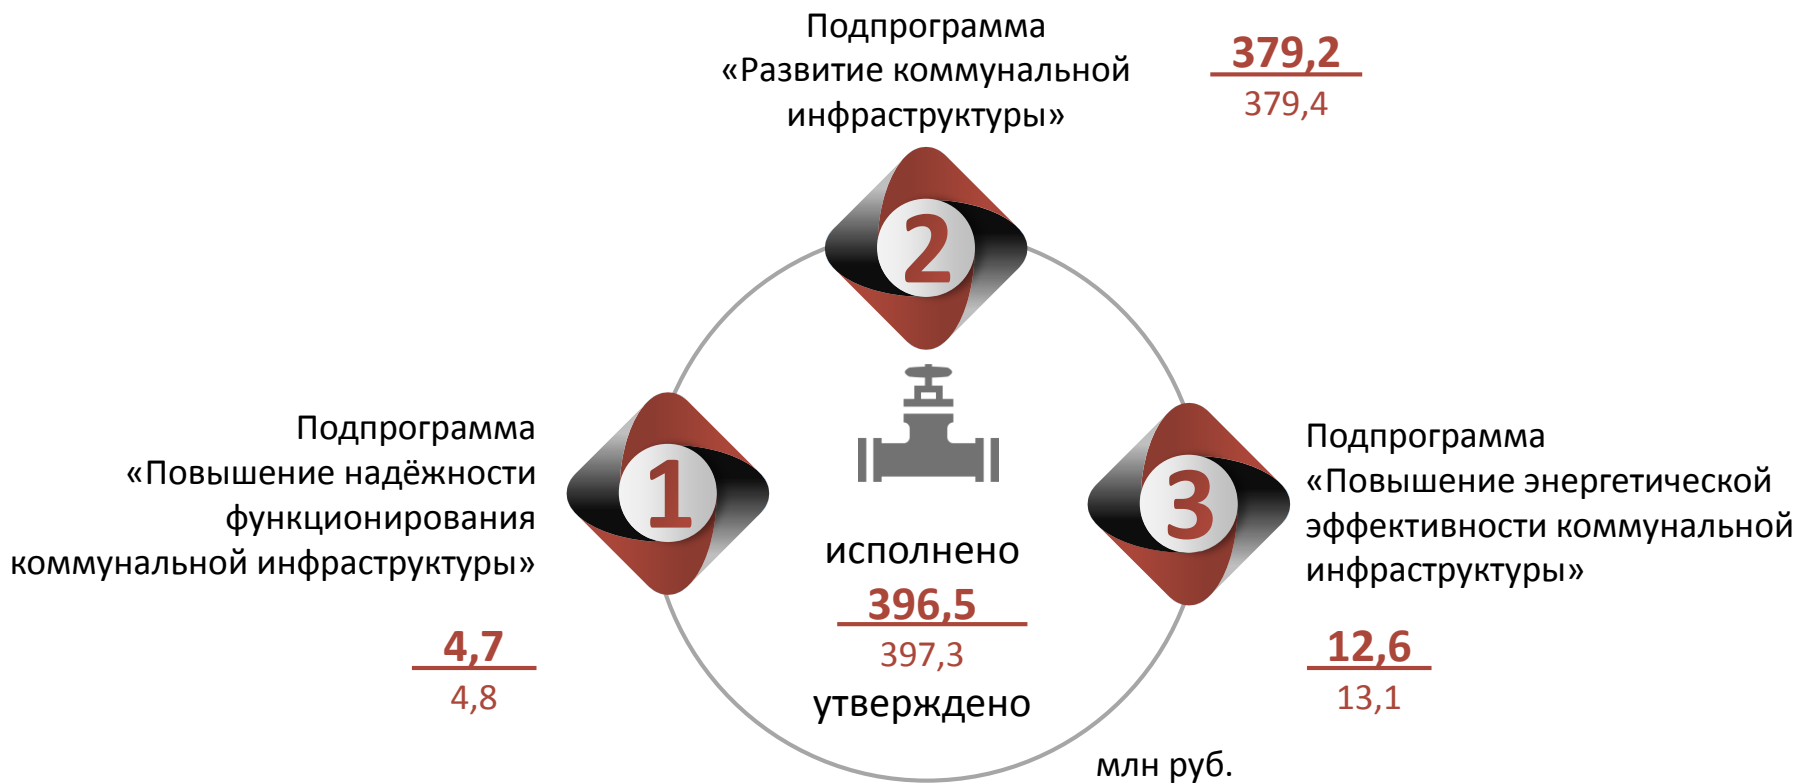 Подпрограмма
«Развитие коммунальной
инфраструктуры»
379,2
379,4
2
Подпрограмма
«Повышение надёжности
функционирования
коммунальной инфраструктуры»
1
4,7
4,8
исполнено
396,5
397,3
утверждено
3
Подпрограмма
«Повышение энергетической
эффективности коммунальной
инфраструктуры»
12,6
13,1
млн руб.